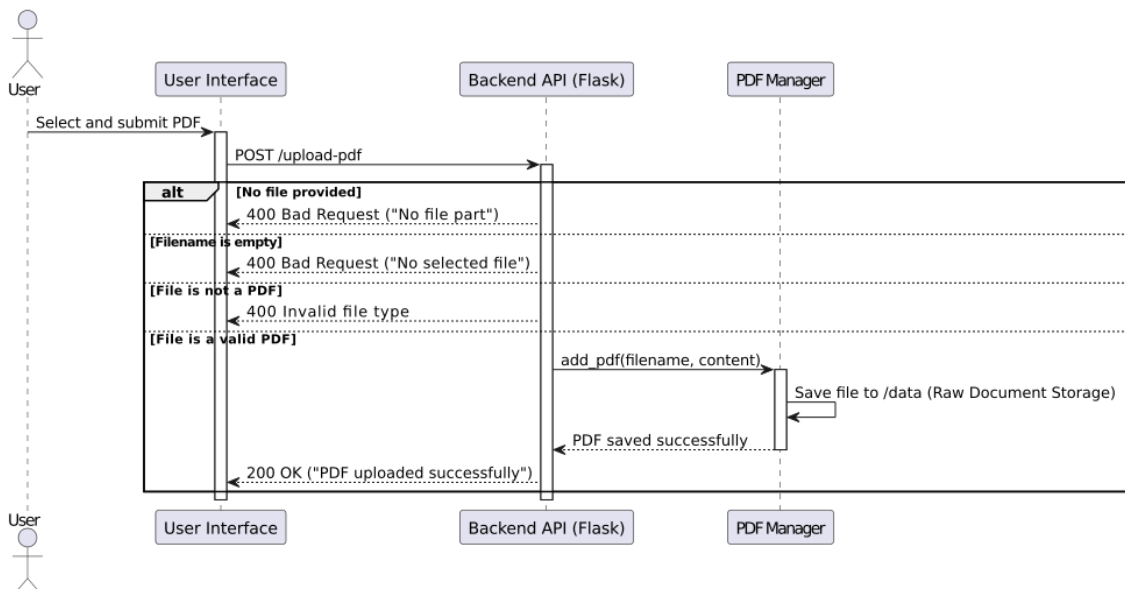 User
User Interface
Backend API (Flask)
PDF Manager
Select and submit PDF
POST /upload-pdf
alt
[No file provided]
400 Bad Request ("No file part")
[Filename is empty]
400 Bad Request ("No selected file")
[File is not a PDF]
400 Invalid file type
[File is a valid PDF]
add_pdf(filename, content)
Save file to /data (Raw Document Storage)
PDF saved successfully
200 OK ("PDF uploaded successfully")
User
User Interface
Backend API (Flask)
PDF Manager